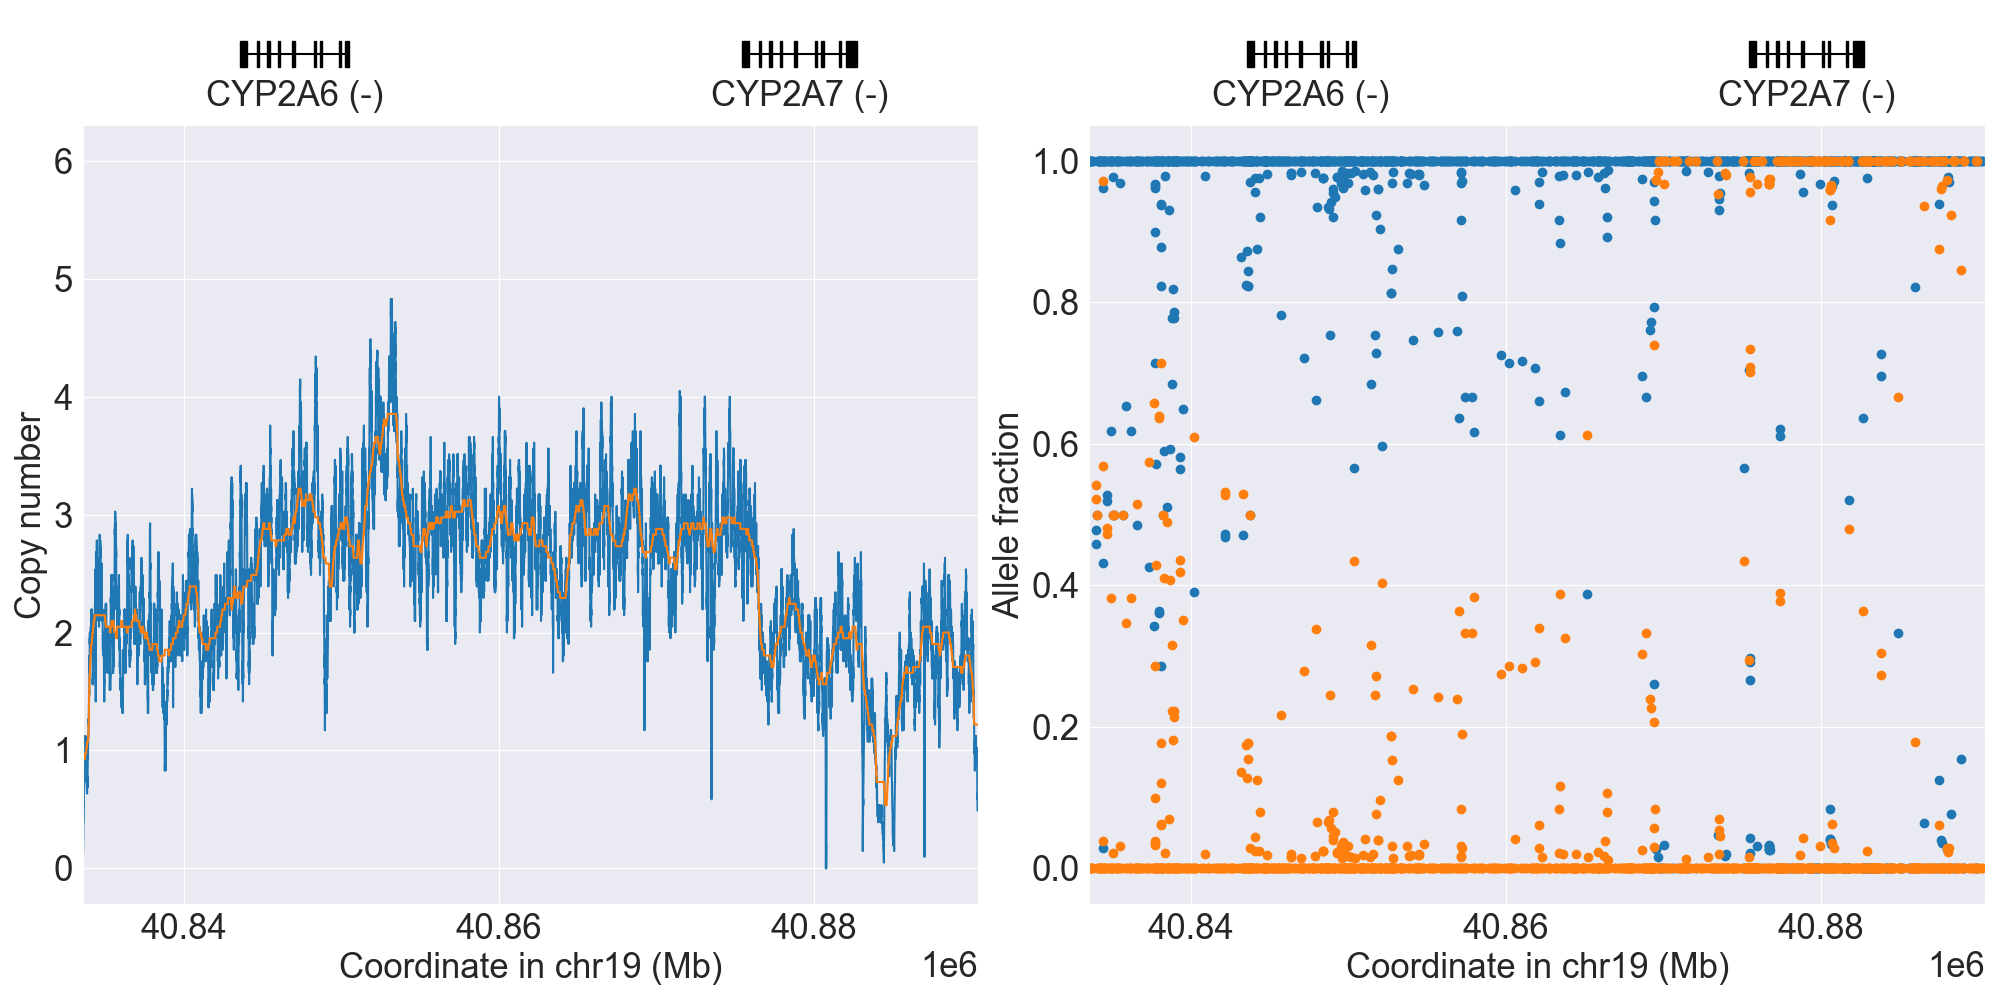 CYP2A6 (-)
CYP2A7 (-)
6
5
4
3
2
1
0
Copy number
40.84
40.86
40.88
Coordinate in chr19 (Mb)
1e6
CYP2A6 (-)
CYP2A7 (-)
1.0
0.8
0.6
0.4
0.2
0.0
Allele fraction
40.84
40.86
40.88
Coordinate in chr19 (Mb)
1e6